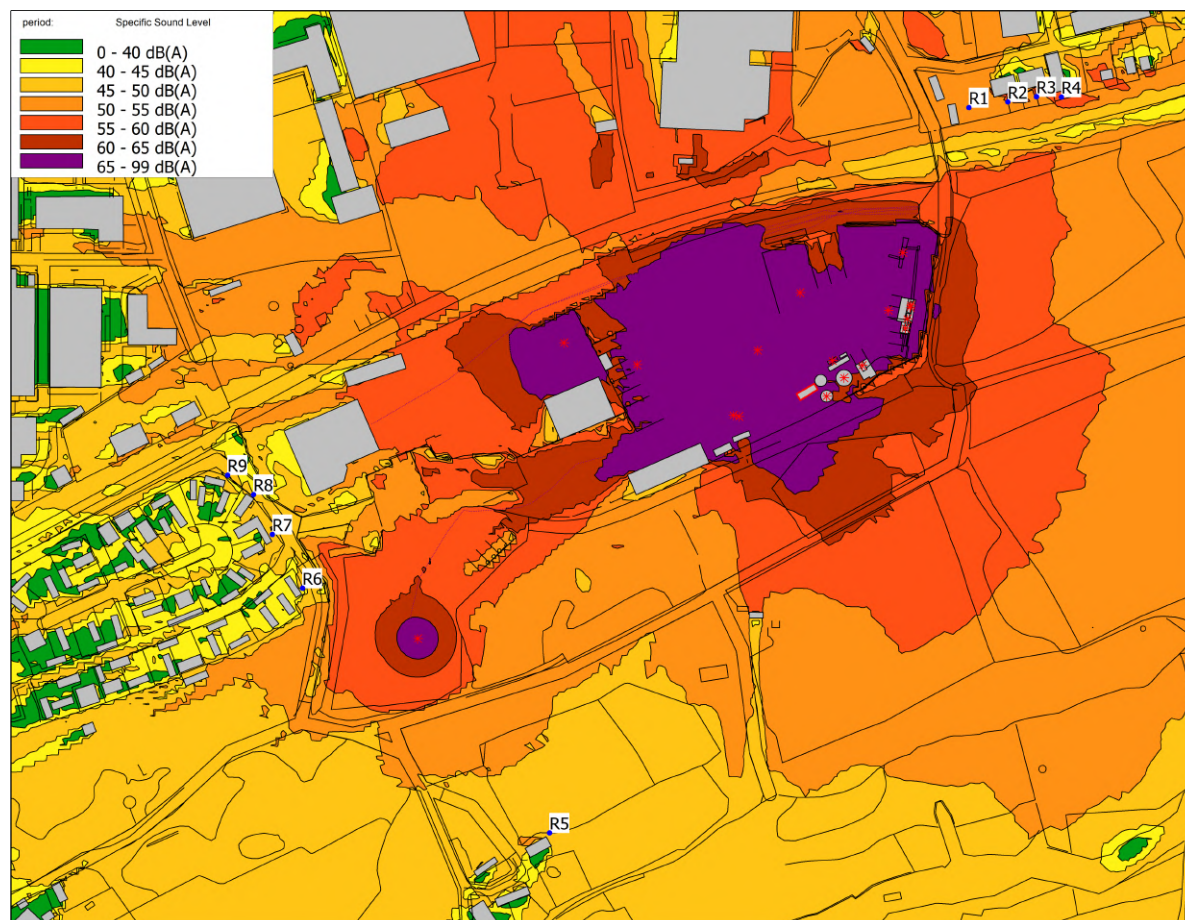 period: Specific Sound Level
0 - 40 dB(A)
40 - 45 dB(A)
45 - 50 dB(A)
50 - 55 dB(A)
55 - 60 dB(A)
60 - 65 dB(A)
65 - 99 dB(A)
R1
R2
R3
R4
R9
R8
R7
R6
R5